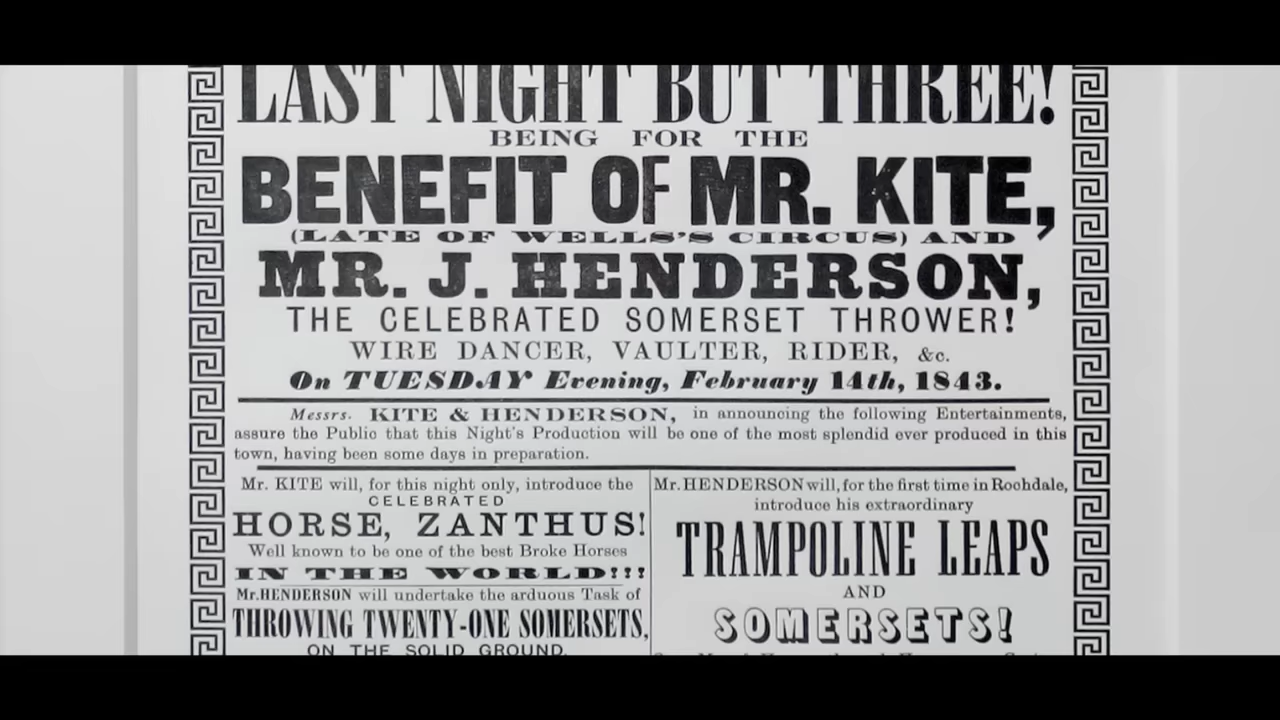 LAST NIGHT BUT THREE!
BEING FOR THE
BENEFIT OF MR. KITE,
(LATE OF WELLS'S CIRCUS) AND
MR. J. HENDERSON,
THE CELEBRATED SOMERSET THROWER!
WIRE DANCER, VAULTER, RIDER, &c.
On TUESDAY Evening, February 14th, 1843.
Messrs. KITE & HENDERSON, in announcing the following Entertainments,
assure the Public that this Night's Production will be one of the most splendid ever produced in this
town, having been some days in preparation.
Mr. KITE will, for this night only, introduce the
CELEBRATED
HORSE, ZANTHUS!
Well known to be one of the best Broke Horses
IN THE WORLD!!!
Mr. HENDERSON will undertake the arduous Task of
THROWING TWENTY-ONE SOMERSETS,
ON THE SOLID GROUND.
Mr. HENDERSON will, for the first time in Rochdale,
introduce his extraordinary
TRAMPOLINE LEAPS
AND
SOMERSETS!